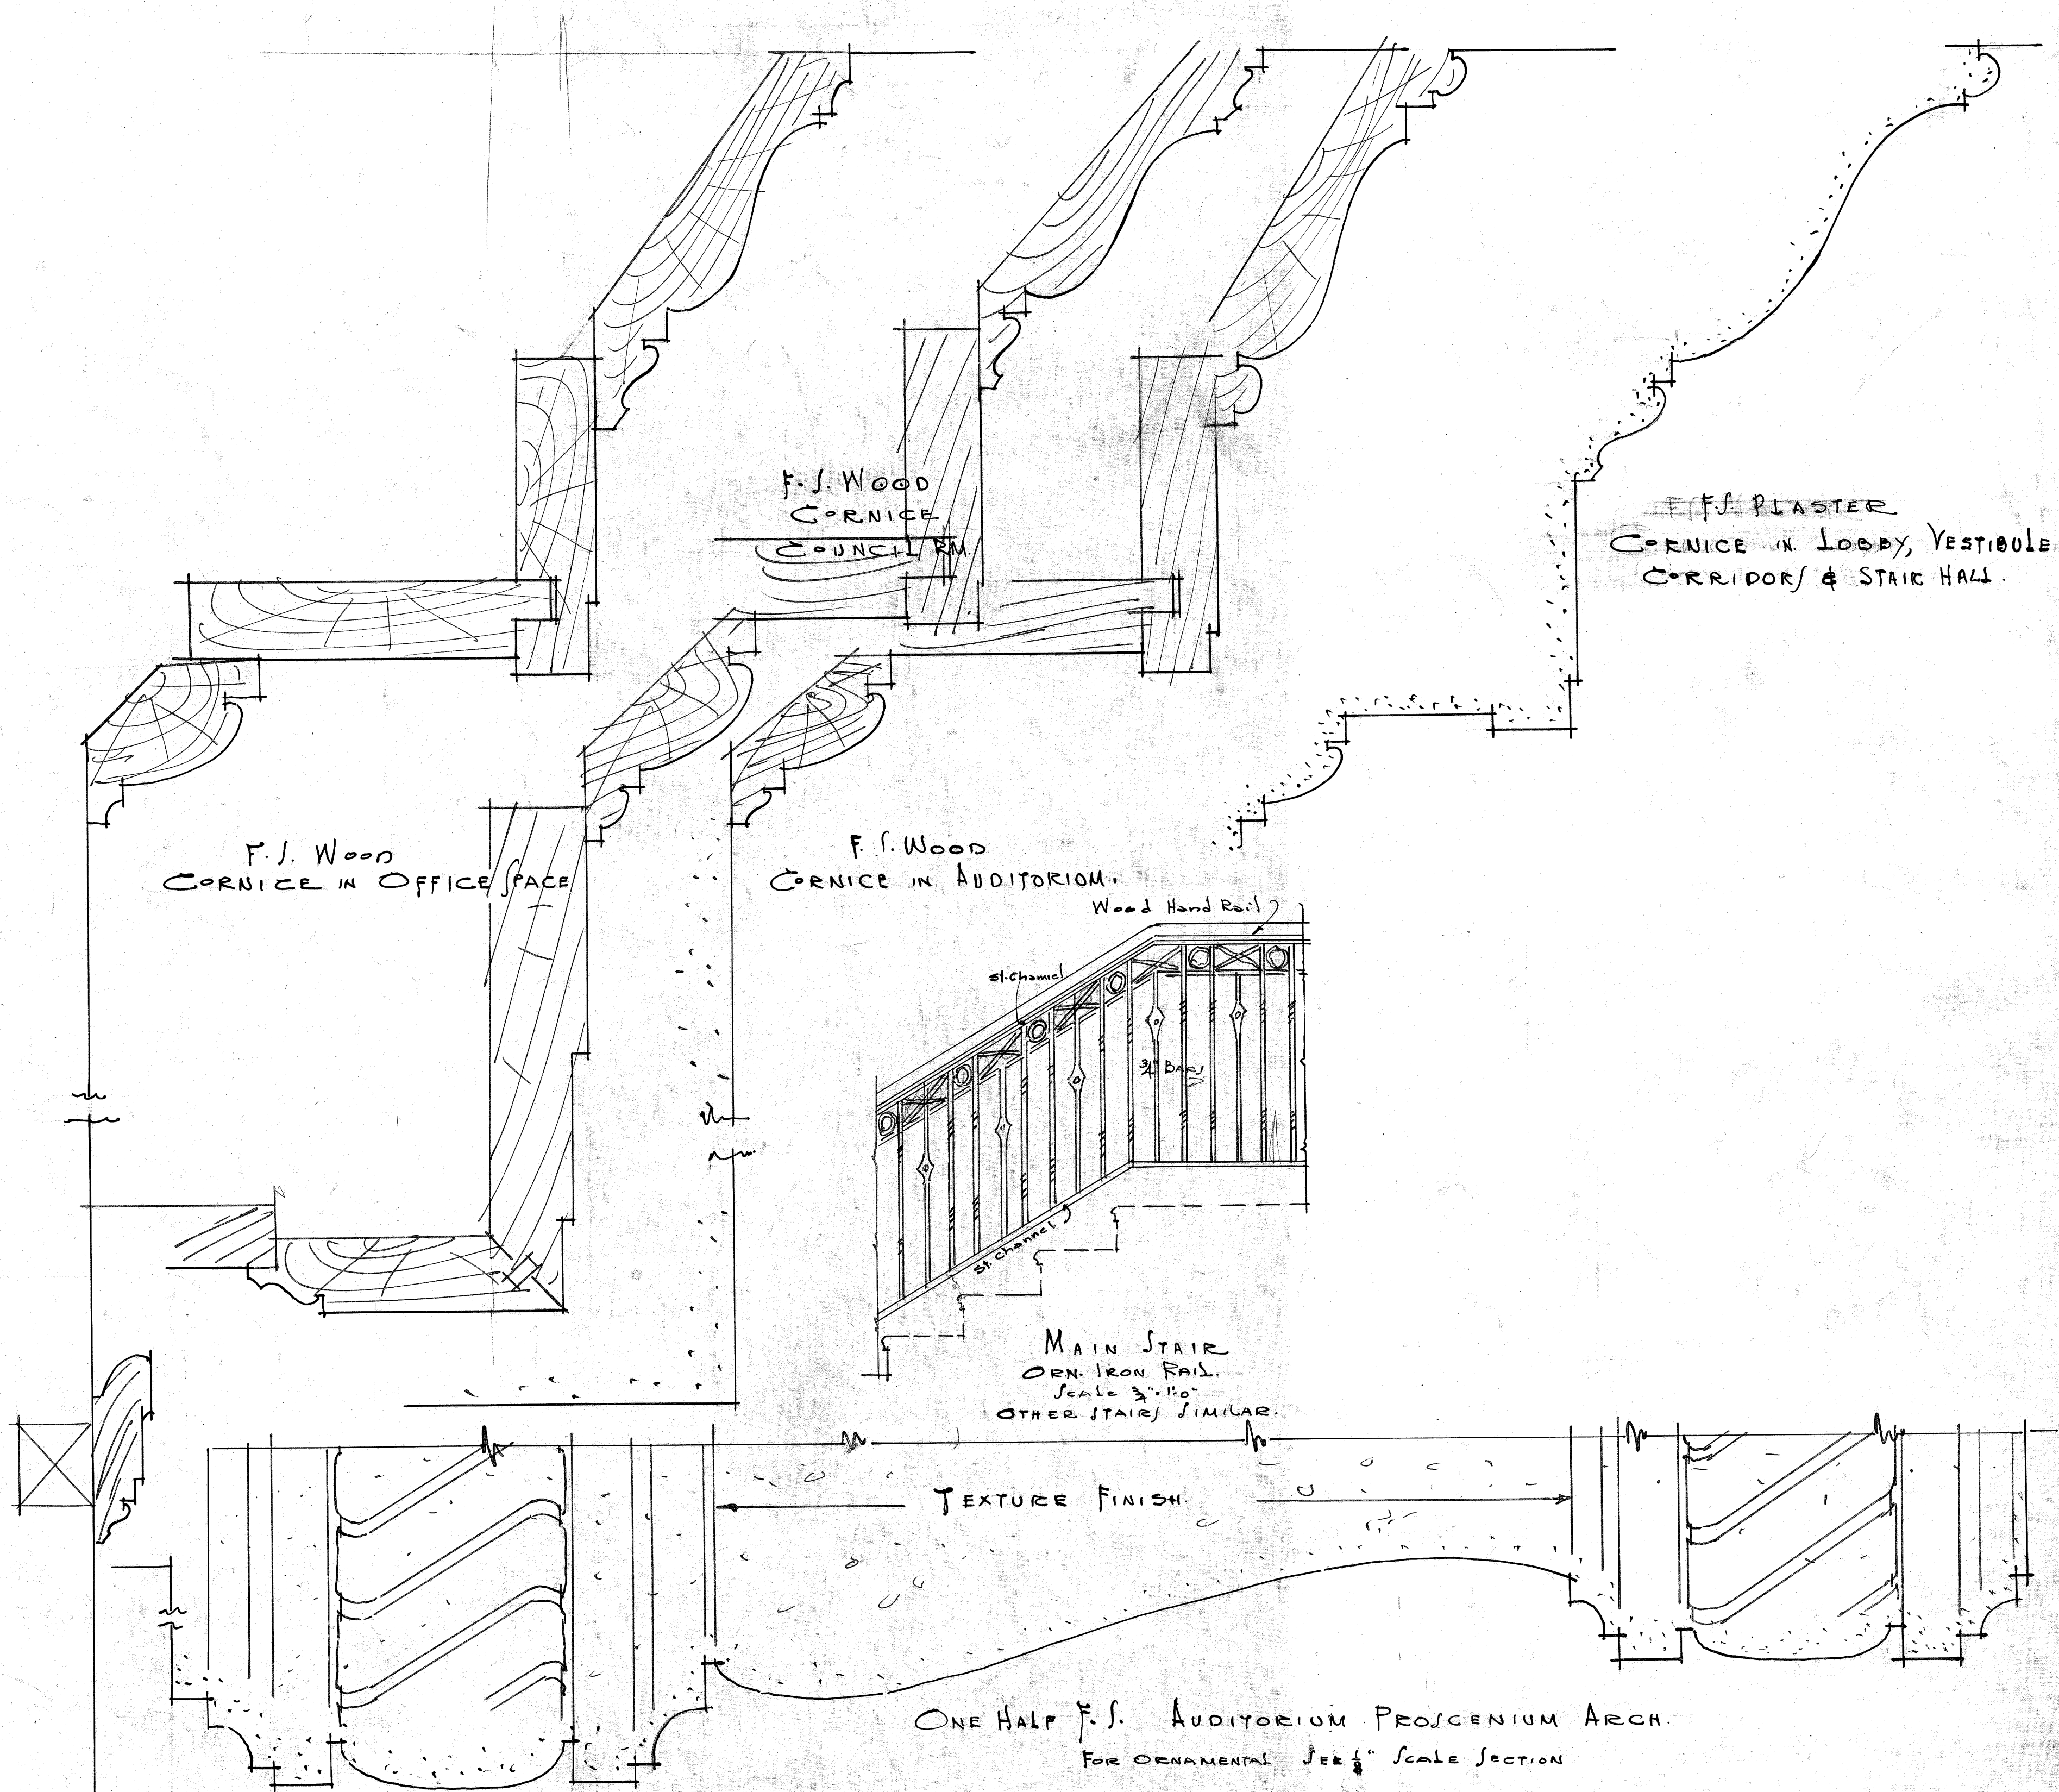 F.S. WOOD
CORNICE
COUNCIL RM.
F.S. PLASTER
CORNICE IN LOBBY, VESTIBULE
CORRIDORS & STAIR HALL.
F.S. WOOD
CORNICE IN OFFICE SPACE
F.S. WOOD
CORNICE IN AUDITORIUM.
Wood Hand Rail
St. Channel
3/4" BARS
St. Channel
MAIN STAIR
ORN. IRON RAIL.
SCALE 3/4" = 1'-0"
OTHER STAIRS SIMILAR.
TEXTURE FINISH.
ONE HALF F.S. AUDITORIUM PROSCENIUM ARCH.
FOR ORNAMENTAL SEE 1/8" SCALE SECTION